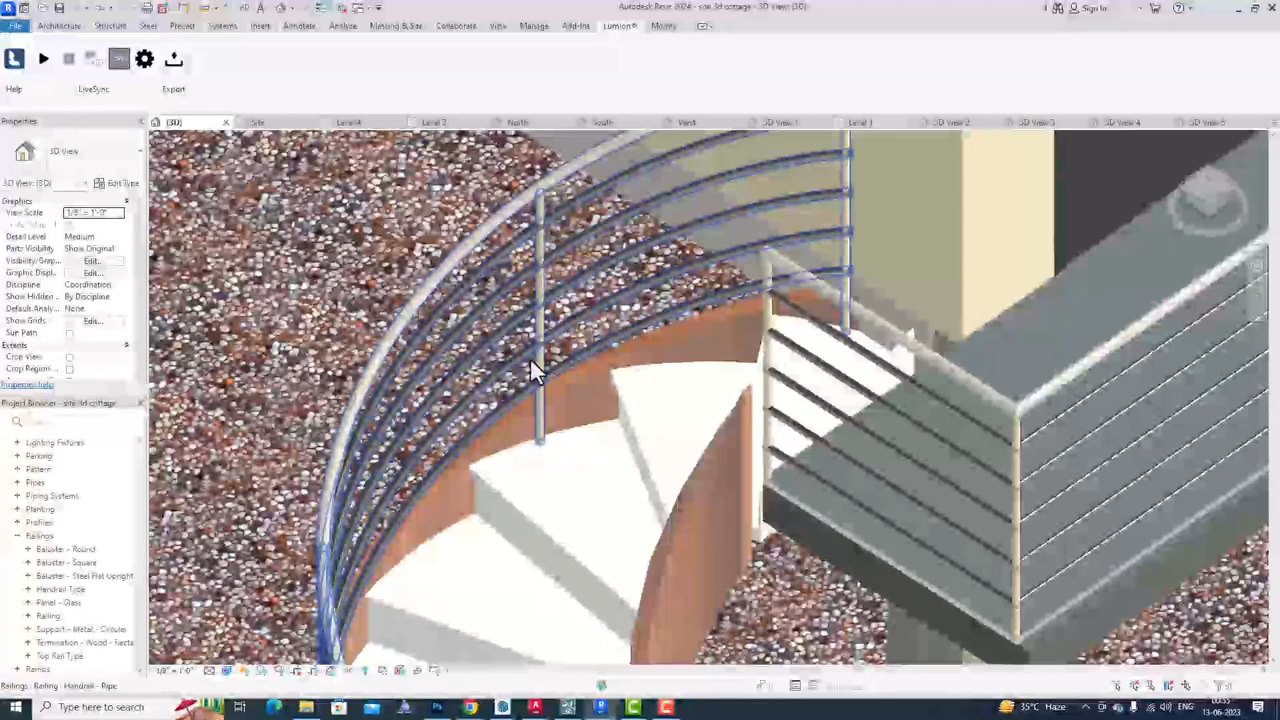 Autodesk Revit 2024 - site 3d cottage - 3D View: {3D}
Sign In
File Architecture Structure Steel Precast Systems Insert Annotate Analyze Massing & Site Collaborate View Manage Add-Ins Lumion® Modify
Help LiveSync Export
Properties
{3D} Site Level 4 Level 2 North South West 3D View 1 Level 1 3D View 2 3D View 3 3D View 4 3D View 5
3D View
3D View: {3D} Edit Type
Graphics
View Scale 1/8" = 1'-0"
Detail Level Medium
Parts Visibility Show Original
Visibility/Grap... Edit...
Graphic Displ... Edit...
Discipline Coordination
Show Hidden ... By Discipline
Default Analy... None
Show Grids Edit...
Sun Path
Extents
Crop View
Crop Region...
Properties help
Project Browser - site 3d cottage
Lighting Fixtures
Parking
Pattern
Pipes
Piping Systems
Planting
Profiles
Railings
Baluster - Round
Baluster - Square
Baluster - Steel Flat Upright
Handrail Type
Panel - Glass
Railing
Support - Metal - Circular
Termination - Wood - Recta
Top Rail Type
Ramps
1/8" = 1'-0"
Railings : Railing : Handrail - Pipe
Type here to search
35°C Haze
ENG
00:35
13-06-2023